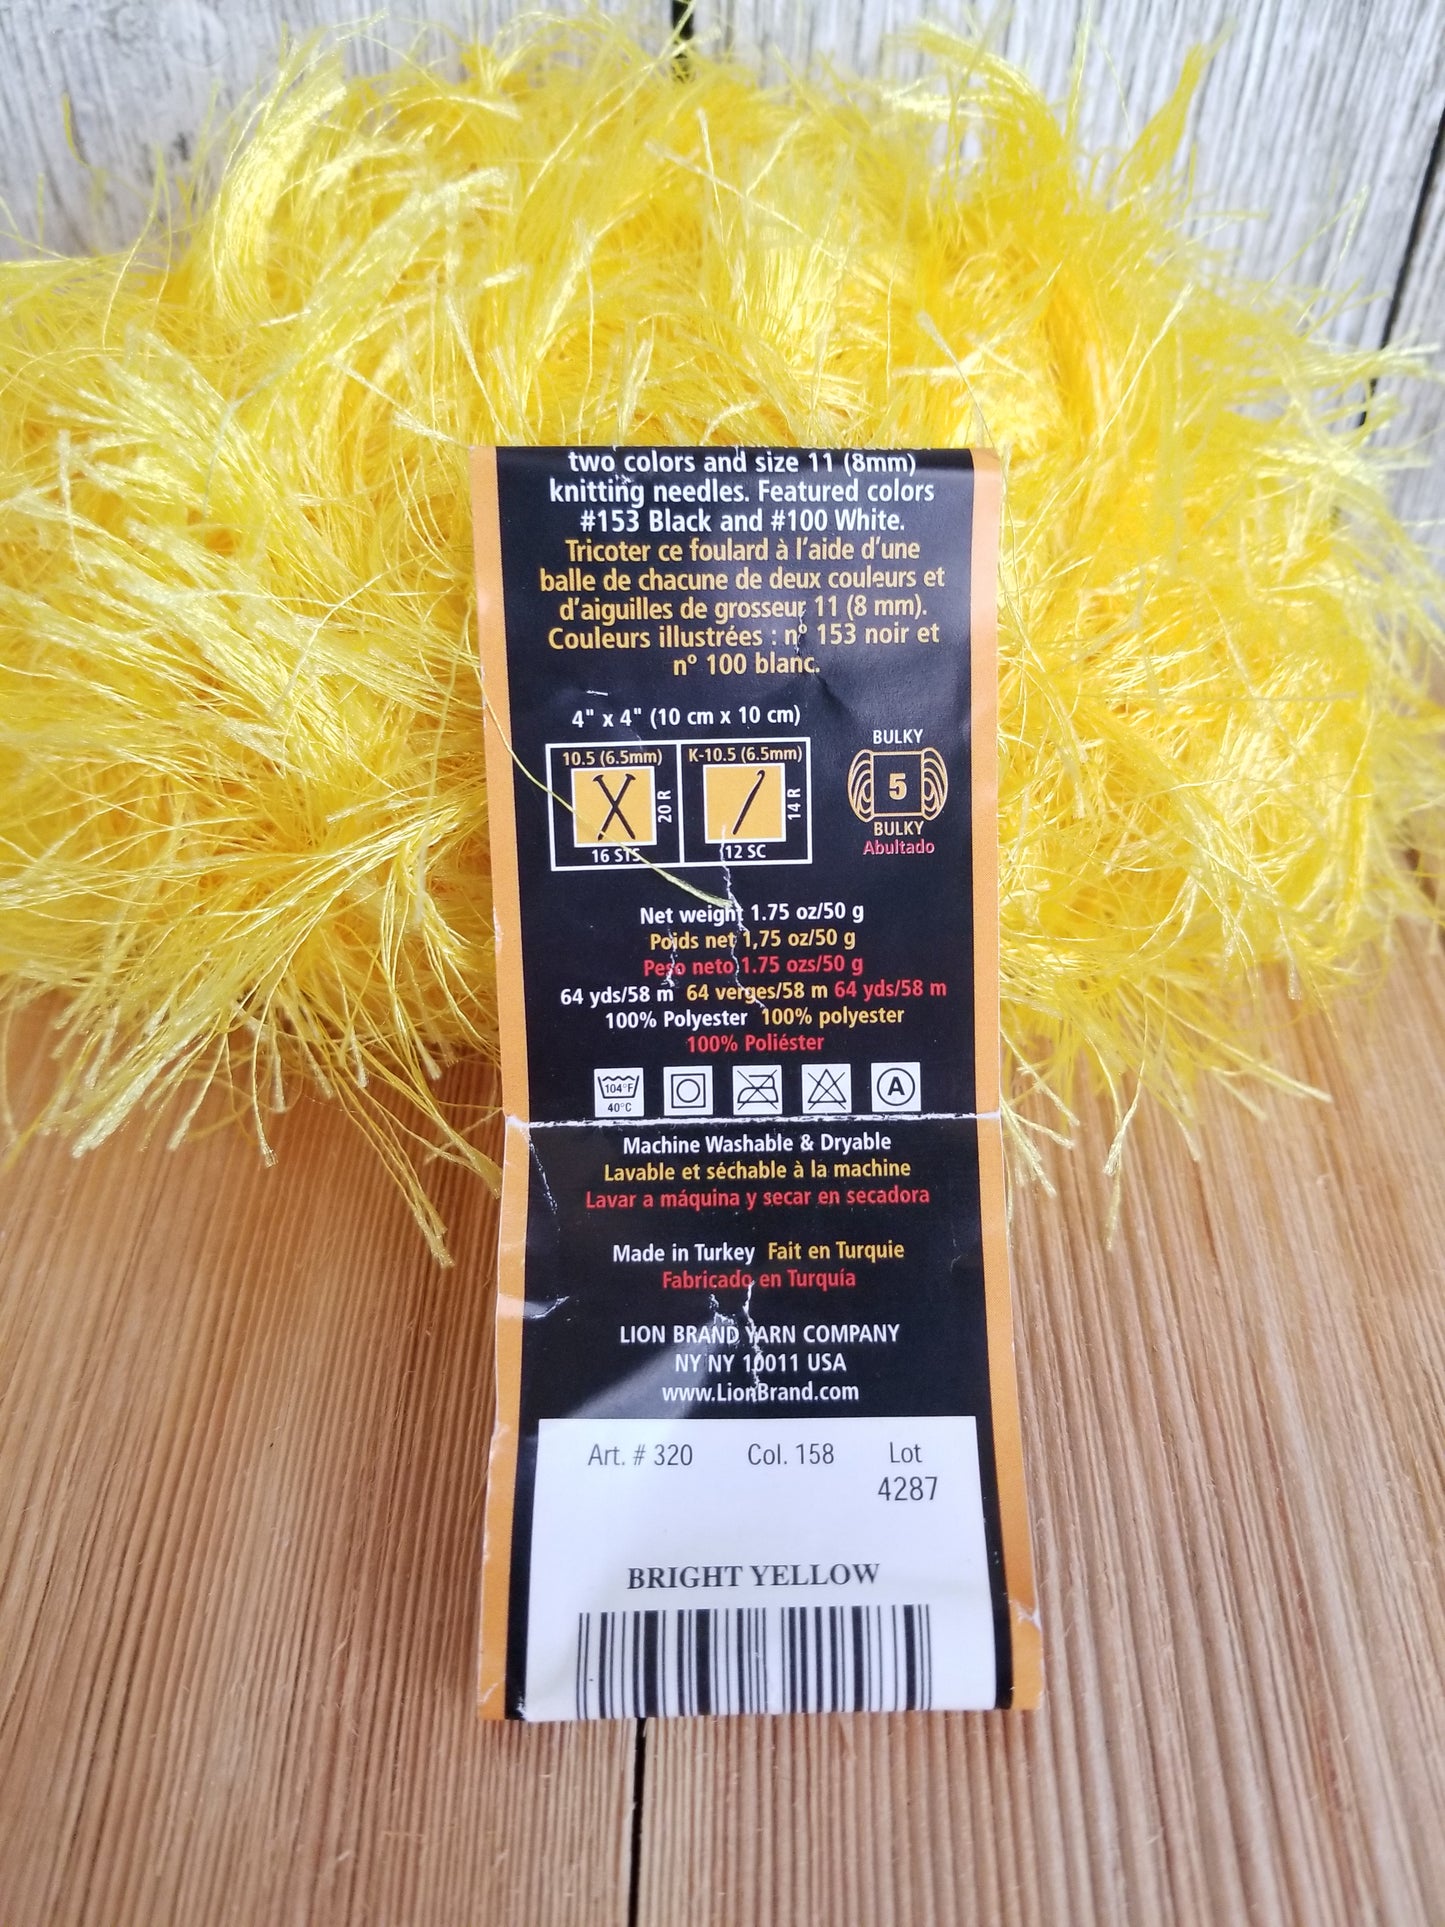 two colors and size 11 (8mm)
knitting needles. Featured colors
#153 Black and #100 White.
Tricoter ce foulard à l'aide d'une
balle de chacune de deux couleurs et
d'aiguilles de grosseur 11 (8 mm).
Couleurs illustrées : nº 153 noir et
nº 100 blanc.
4" x 4" (10 cm x 10 cm)
10.5 (6.5mm)
20 R
16 STS
K-10.5 (6.5mm)
14 R
12 SC
BULKY
5
BULKY
Abultado
Net weight 1.75 oz/50 g
Poids net 1,75 oz/50 g
Peso neto 1.75 ozs/50 g
64 yds/58 m 64 verges/58 m 64 yds/58 m
100% Polyester 100% polyester
100% Poliéster
104°F
40°C
A
Machine Washable & Dryable
Lavable et séchable à la machine
Lavar a máquina y secar en secadora
Made in Turkey Fait en Turquie
Fabricado en Turquía
LION BRAND YARN COMPANY
NY NY 10011 USA
www.LionBrand.com
Art. # 320 Col. 158 Lot
4287
BRIGHT YELLOW